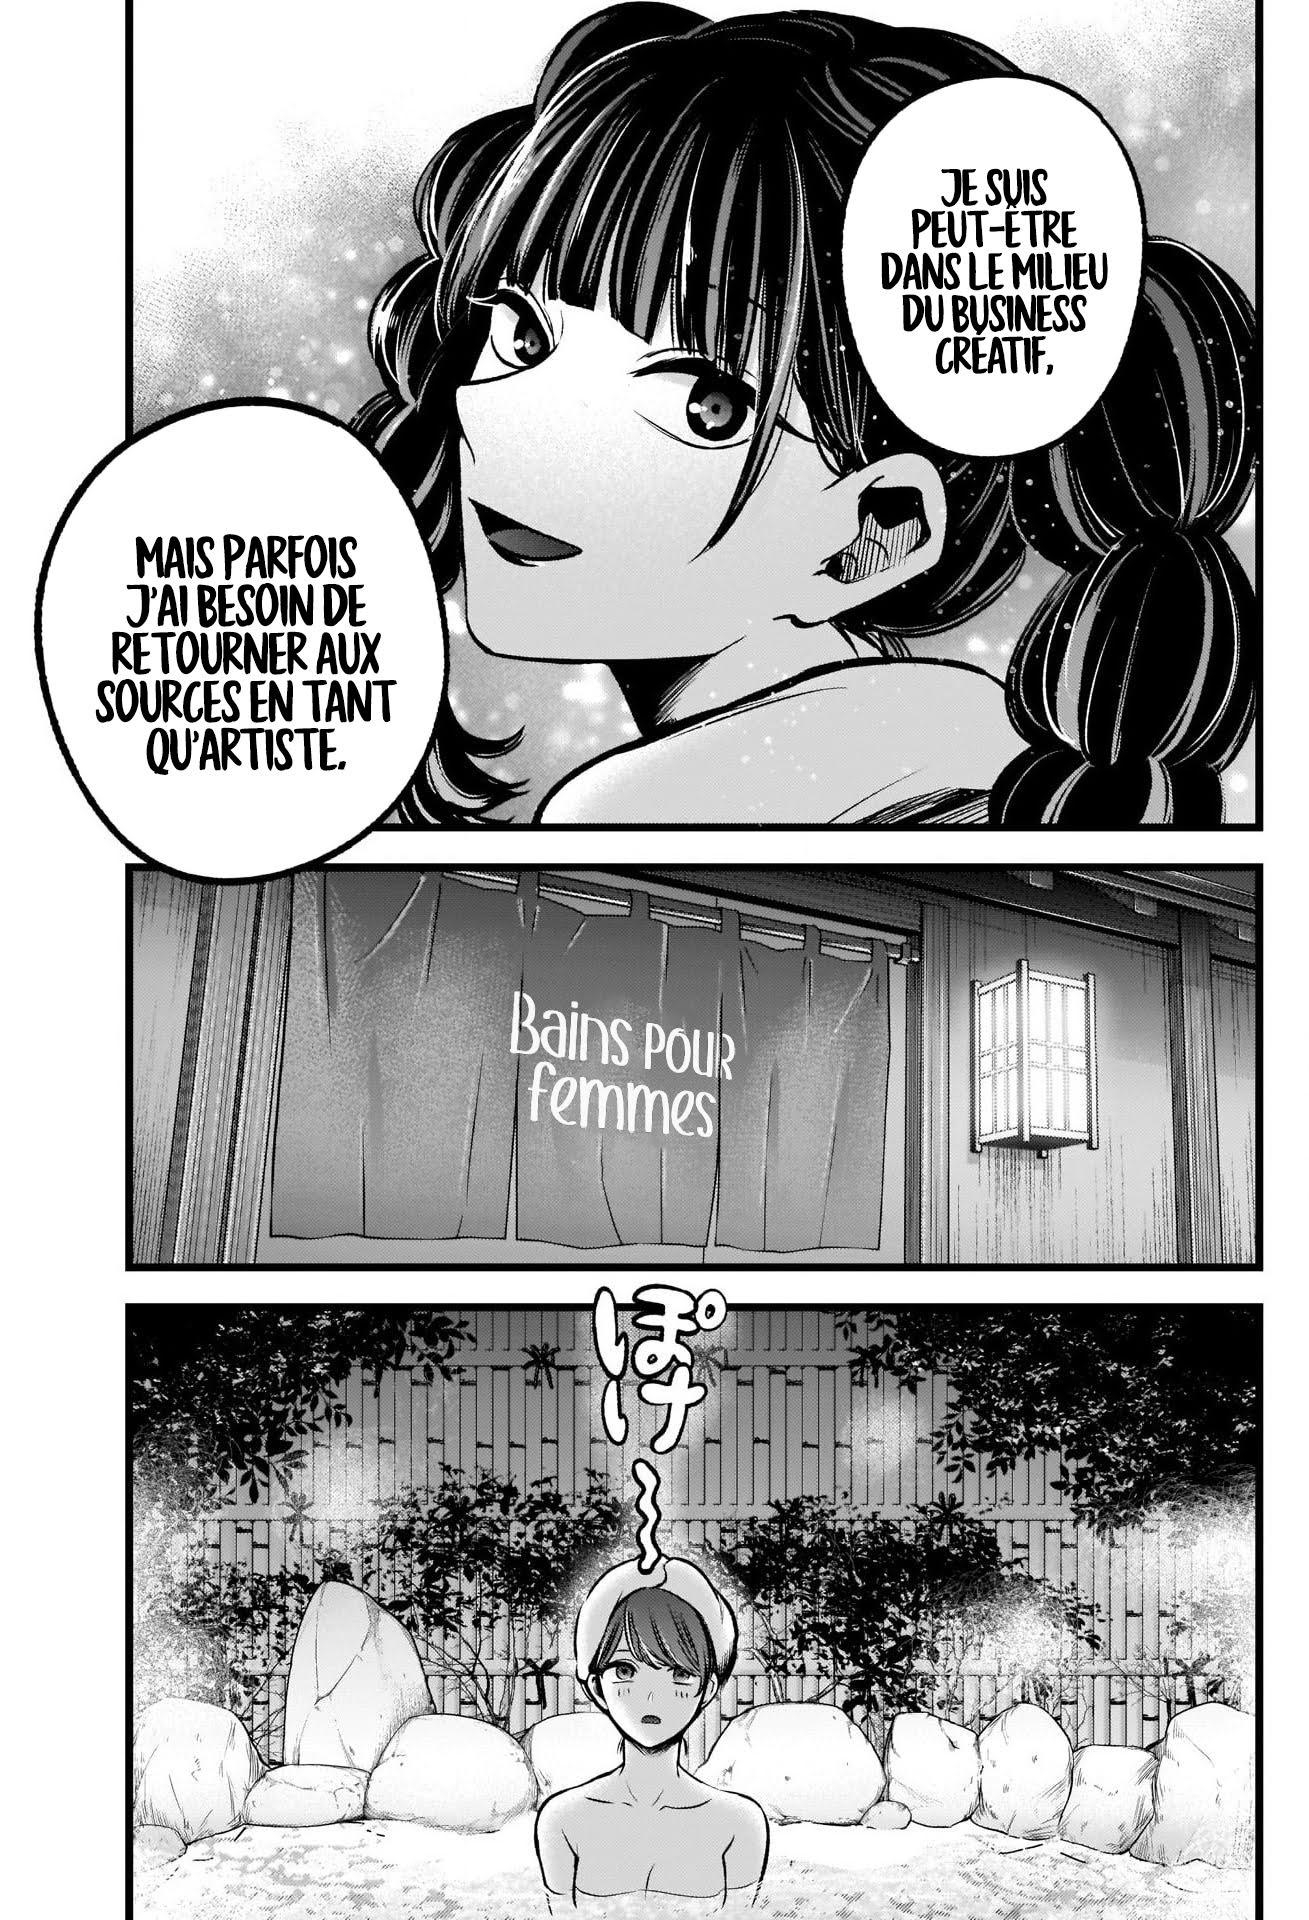 JE SUIS
PEUT-ÊTRE
DANS LE MILIEU
DU BUSINESS
CRÉATIF,
MAIS PARFOIS
J'AI BESOIN DE
RETOURNER AUX
SOURCES EN TANT
QU'ARTISTE.
Bains pour
femmes
ぽけ〜